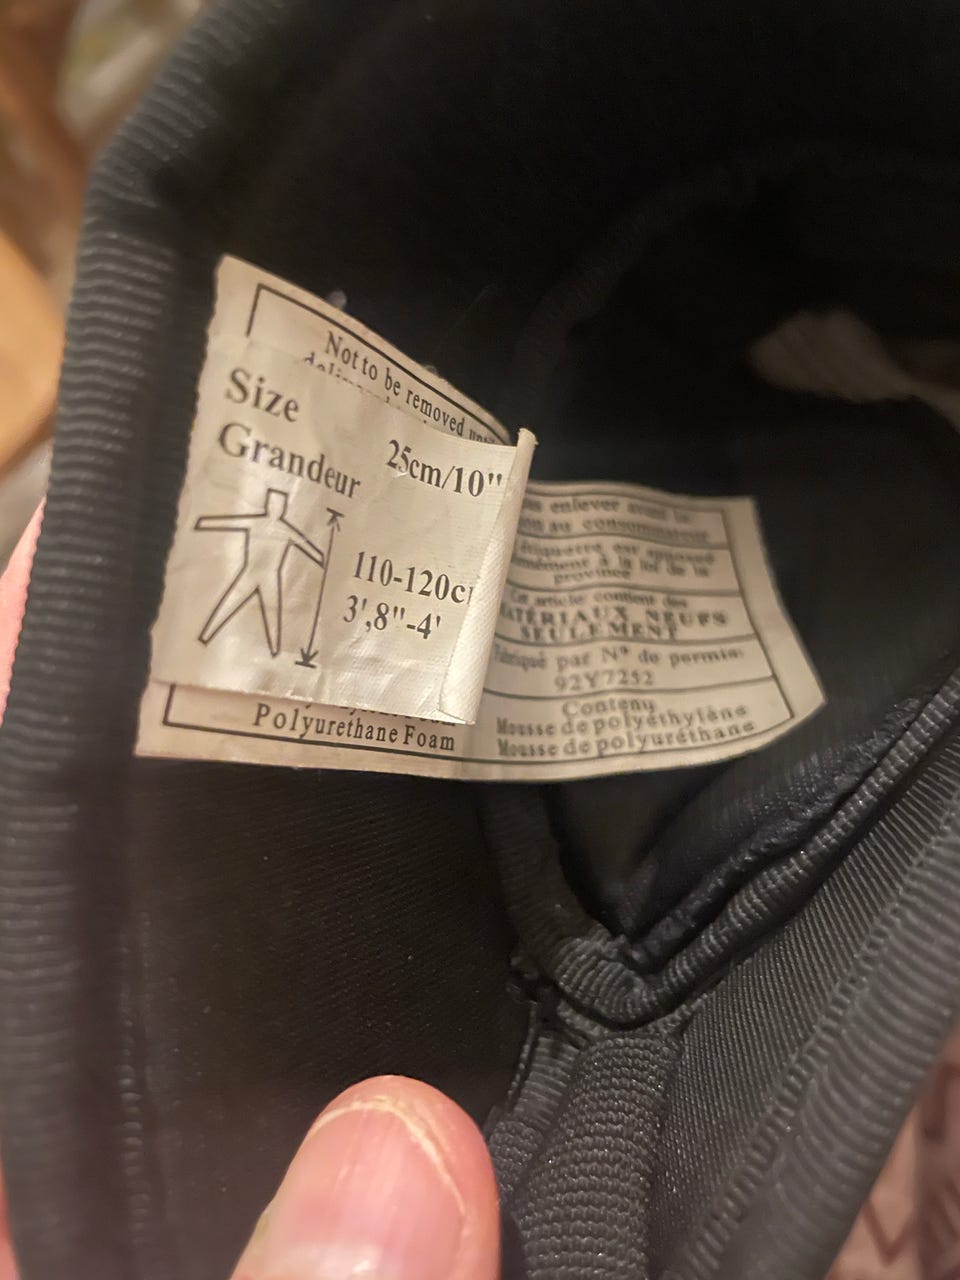 Not to be removed until
Size
Grandeur
25cm/10"
110-120c
3',8"-4'
Polyurethane Foam
enlever avant
au consommateur
étiquette est apposée
à la loi de la
province
Cet article contient des
MATÉRIAUX NEUFS
SEULEMENT
Fabriqué par Nº de permis:
92Y7252
Contenu
Mousse de polyéthylène
Mousse de polyuréthane